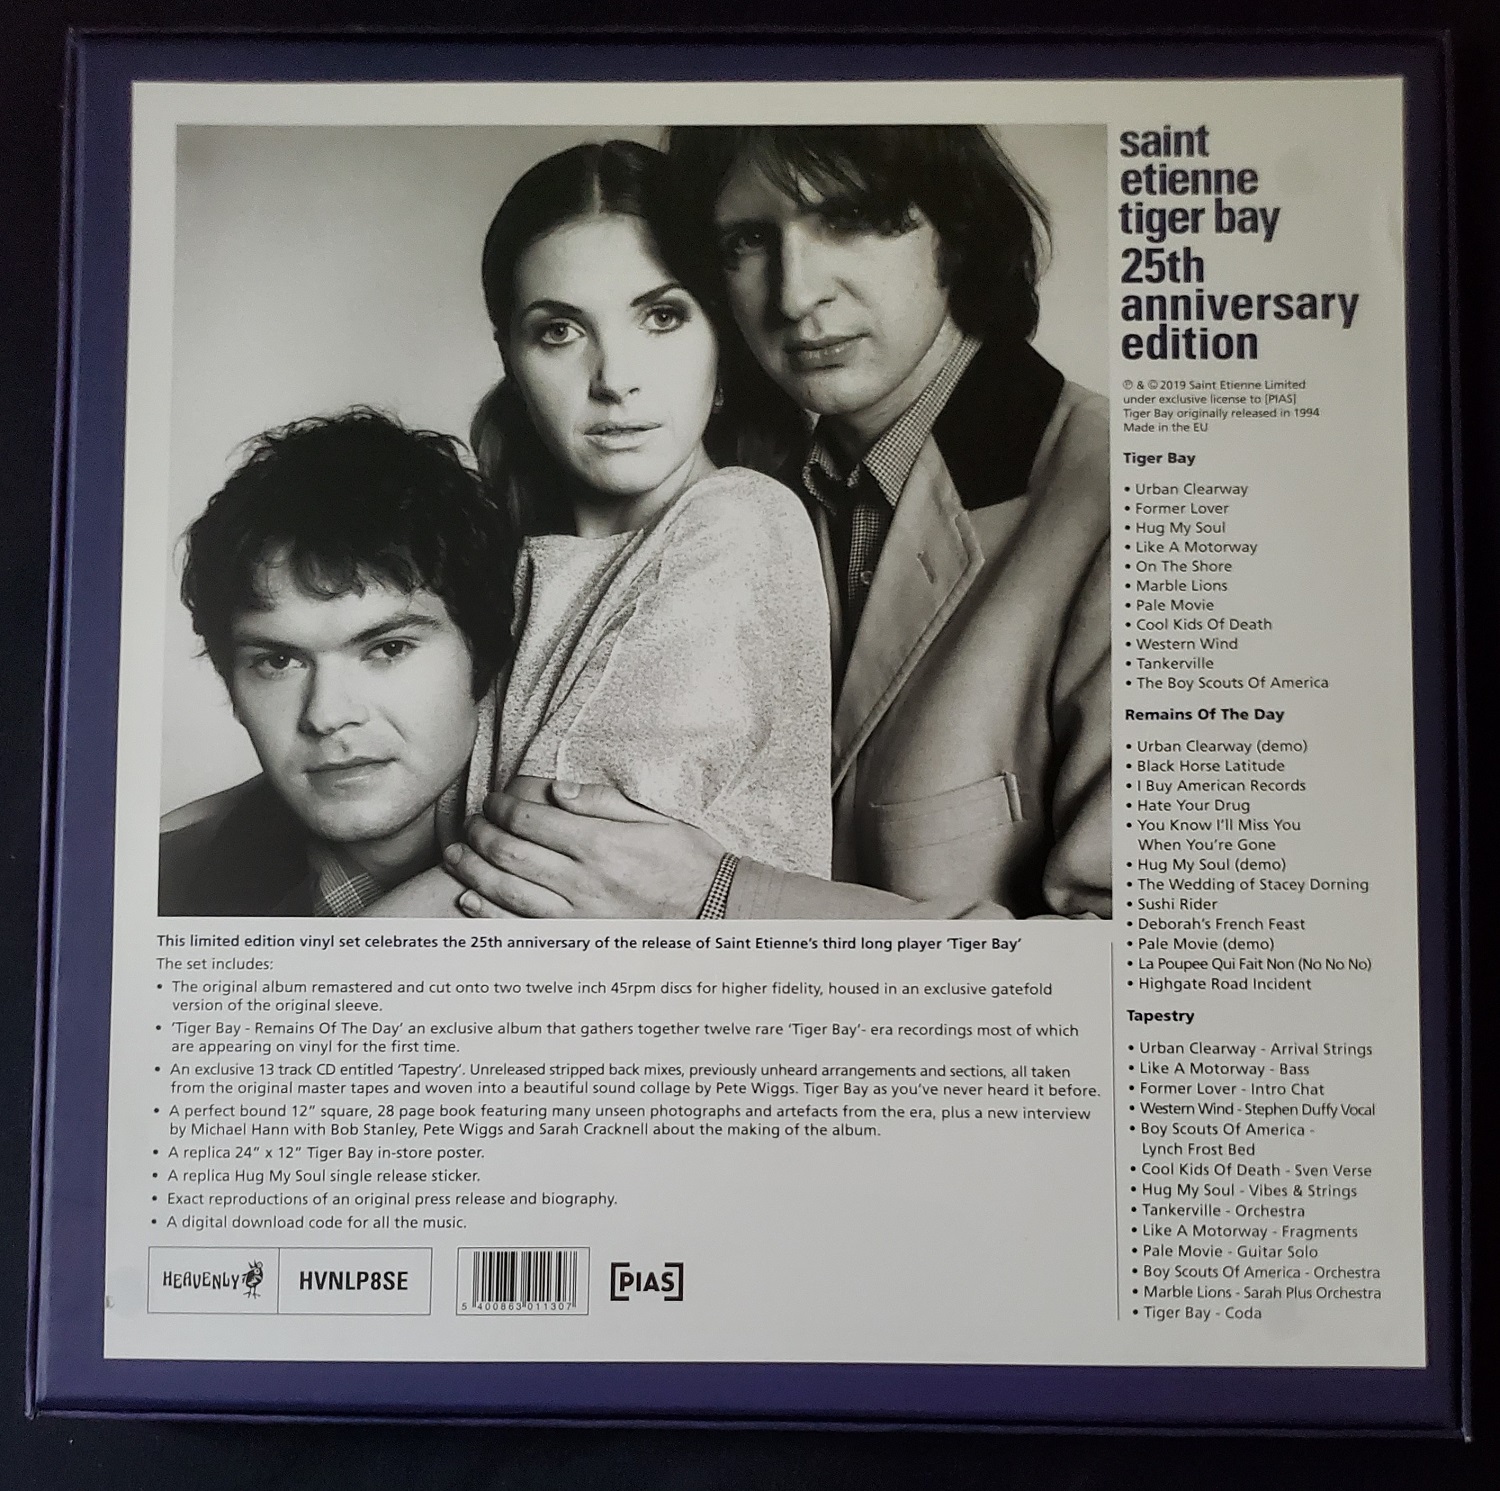 saint
etienne
tiger bay
25th
anniversary
edition
℗ & © 2019 Saint Etienne Limited
under exclusive license to [PIAS]
Tiger Bay originally released in 1994
Made in the EU
Tiger Bay
• Urban Clearway
• Former Lover
• Hug My Soul
• Like A Motorway
• On The Shore
• Marble Lions
• Pale Movie
• Cool Kids Of Death
• Western Wind
• Tankerville
• The Boy Scouts Of America
Remains Of The Day
• Urban Clearway (demo)
• Black Horse Latitude
• I Buy American Records
• Hate Your Drug
• You Know I'll Miss You
When You're Gone
• Hug My Soul (demo)
• The Wedding of Stacey Dorning
• Sushi Rider
• Deborah's French Feast
• Pale Movie (demo)
• La Poupee Qui Fait Non (No No No)
• Highgate Road Incident
Tapestry
• Urban Clearway - Arrival Strings
• Like A Motorway - Bass
• Former Lover - Intro Chat
• Western Wind - Stephen Duffy Vocal
• Boy Scouts Of America -
Lynch Frost Bed
• Cool Kids Of Death - Sven Verse
• Hug My Soul - Vibes & Strings
• Tankerville - Orchestra
• Like A Motorway - Fragments
• Pale Movie - Guitar Solo
• Boy Scouts Of America - Orchestra
• Marble Lions - Sarah Plus Orchestra
• Tiger Bay - Coda
This limited edition vinyl set celebrates the 25th anniversary of the release of Saint Etienne's third long player 'Tiger Bay'
The set includes:
• The original album remastered and cut onto two twelve inch 45rpm discs for higher fidelity, housed in an exclusive gatefold
version of the original sleeve.
• 'Tiger Bay - Remains Of The Day' an exclusive album that gathers together twelve rare 'Tiger Bay'- era recordings most of which
are appearing on vinyl for the first time.
• An exclusive 13 track CD entitled 'Tapestry'. Unreleased stripped back mixes, previously unheard arrangements and sections, all taken
from the original master tapes and woven into a beautiful sound collage by Pete Wiggs. Tiger Bay as you've never heard it before.
• A perfect bound 12" square, 28 page book featuring many unseen photographs and artefacts from the era, plus a new interview
by Michael Hann with Bob Stanley, Pete Wiggs and Sarah Cracknell about the making of the album.
• A replica 24" x 12" Tiger Bay in-store poster.
• A replica Hug My Soul single release sticker.
• Exact reproductions of an original press release and biography.
• A digital download code for all the music.
HEAVENLY HVNLP8SE
5 400863 011307
[PIAS]